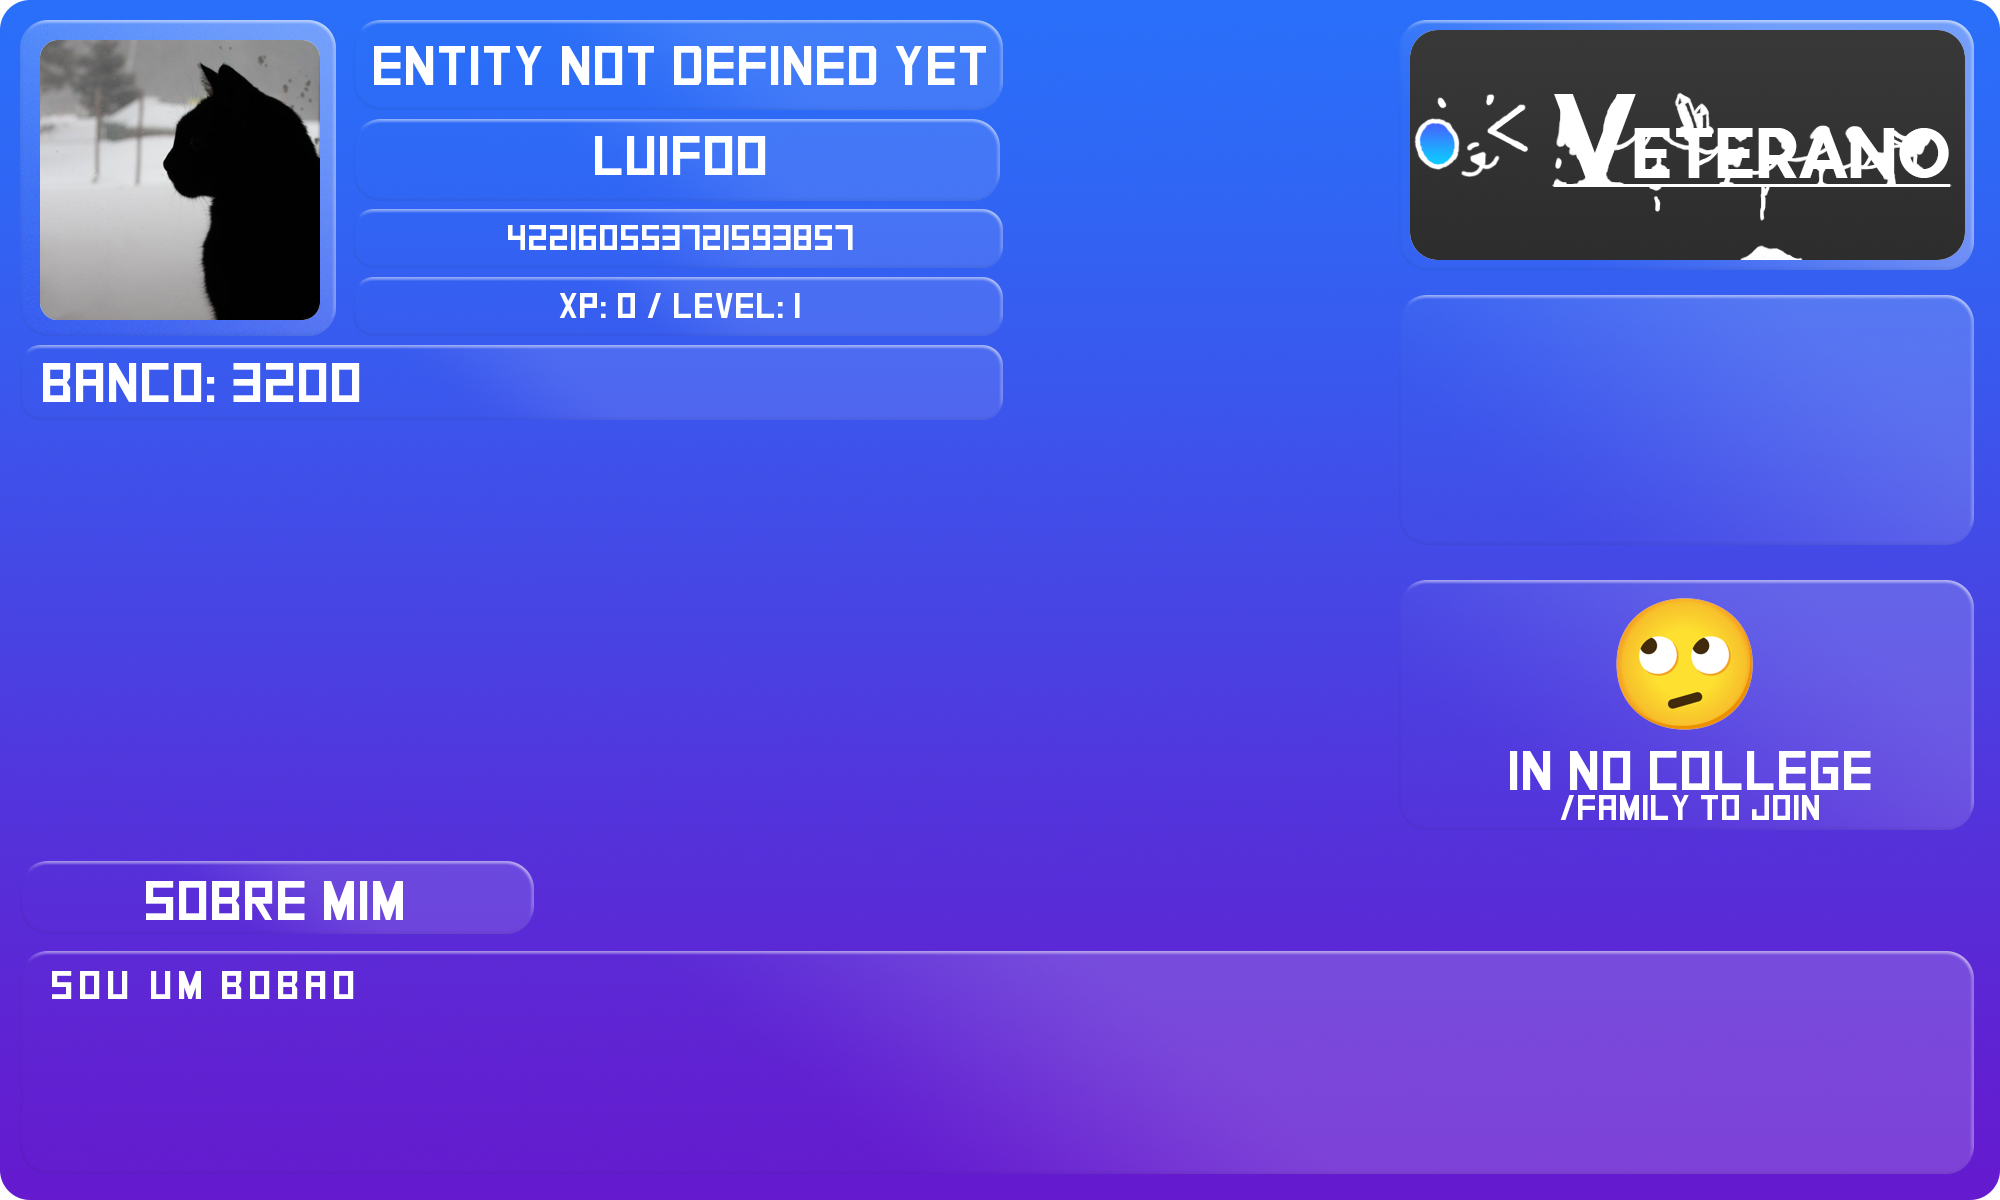 ENTITY NOT DEFINED YET
LUIFOO
422160553721593857
XP: 0 / LEVEL: 1
BANCO: 3200
VETERANO
IN NO COLLEGE
/FAMILY TO JOIN
SOBRE MIM
SOU UM BOBAO